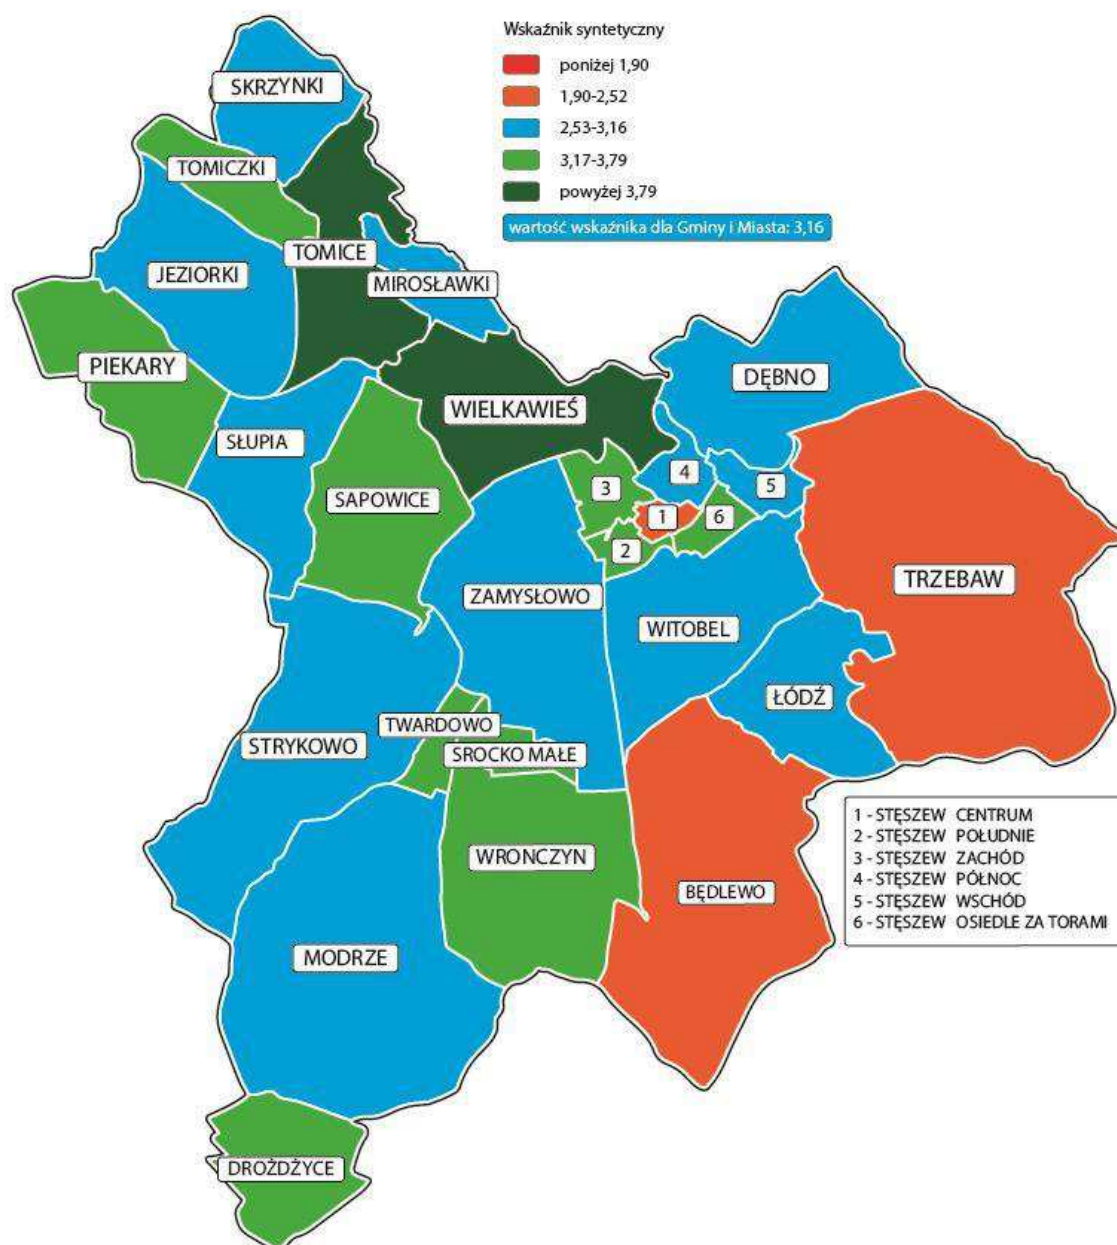 Wskaźnik syntetyczny
poniżej 1,90
1,90-2,52
2,53-3,16
3,17-3,79
powyżej 3,79
wartość wskaźnika dla Gminy i Miasta: 3,16
SKRZYNKI
TOMICZKI
TOMICE
JEZIORKI
MIROSŁAWKI
PIEKARY
DĘBNO
WIELKAWIEŚ
SŁUPIA
4
3
5
SAPOWICE
1
6
2
TRZEBAW
ZAMYSŁOWO
WITOBEL
ŁÓDŹ
TWARDOWO
STRYKOWO
SROCKO MAŁE
1 - STĘSZEW CENTRUM
2 - STĘSZEW POŁUDNIE
3 - STĘSZEW ZACHÓD
4 - STĘSZEW PÓŁNOC
5 - STĘSZEW WSCHÓD
6 - STĘSZEW OSIEDLE ZA TORAMI
WRONCZYN
BĘDLEWO
MODRZE
DROŻDŻYCE